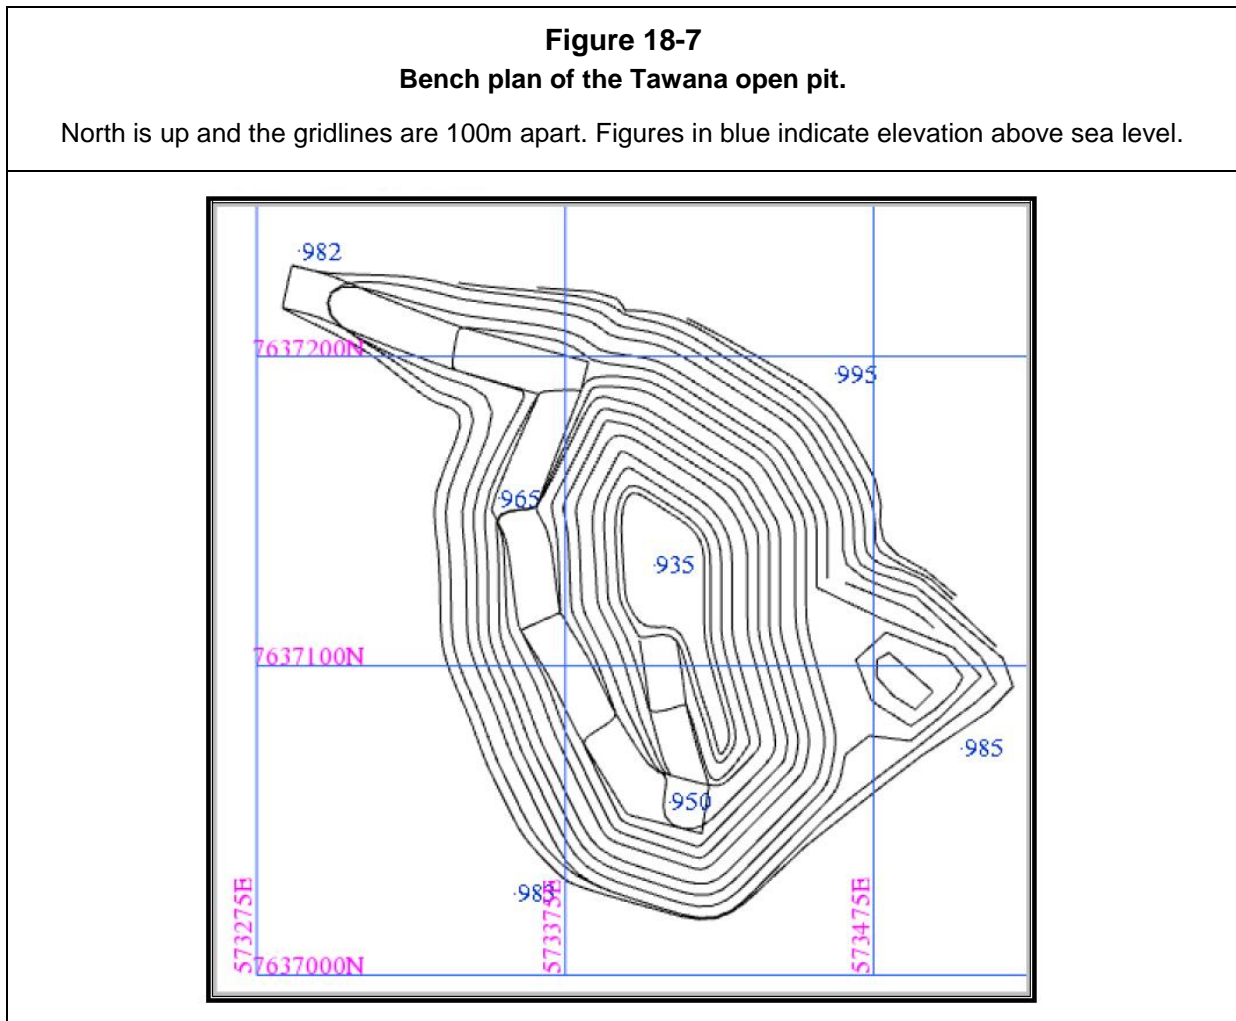 Figure 18-7
Bench plan of the Tawana open pit.
North is up and the gridlines are 100m apart. Figures in blue indicate elevation above sea level.
·982
7637200N
·995
·965
·935
7637100N
·985
·950
·983
573275E
573375E
573475E
7637000N